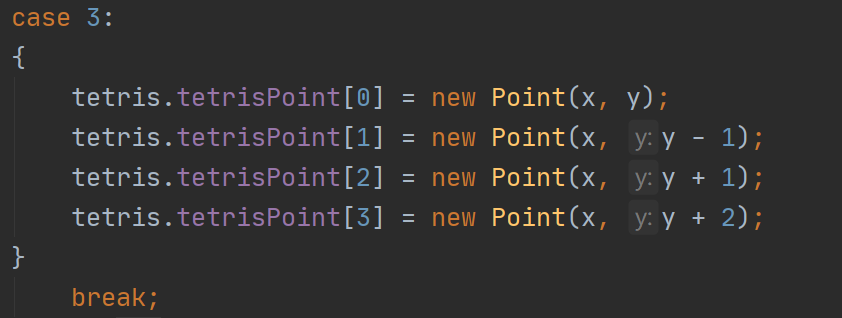 case 3:
{
tetris.tetrisPoint[0] = new Point(x, y);
tetris.tetrisPoint[1] = new Point(x, y: y - 1);
tetris.tetrisPoint[2] = new Point(x, y: y + 1);
tetris.tetrisPoint[3] = new Point(x, y: y + 2);
}
break;